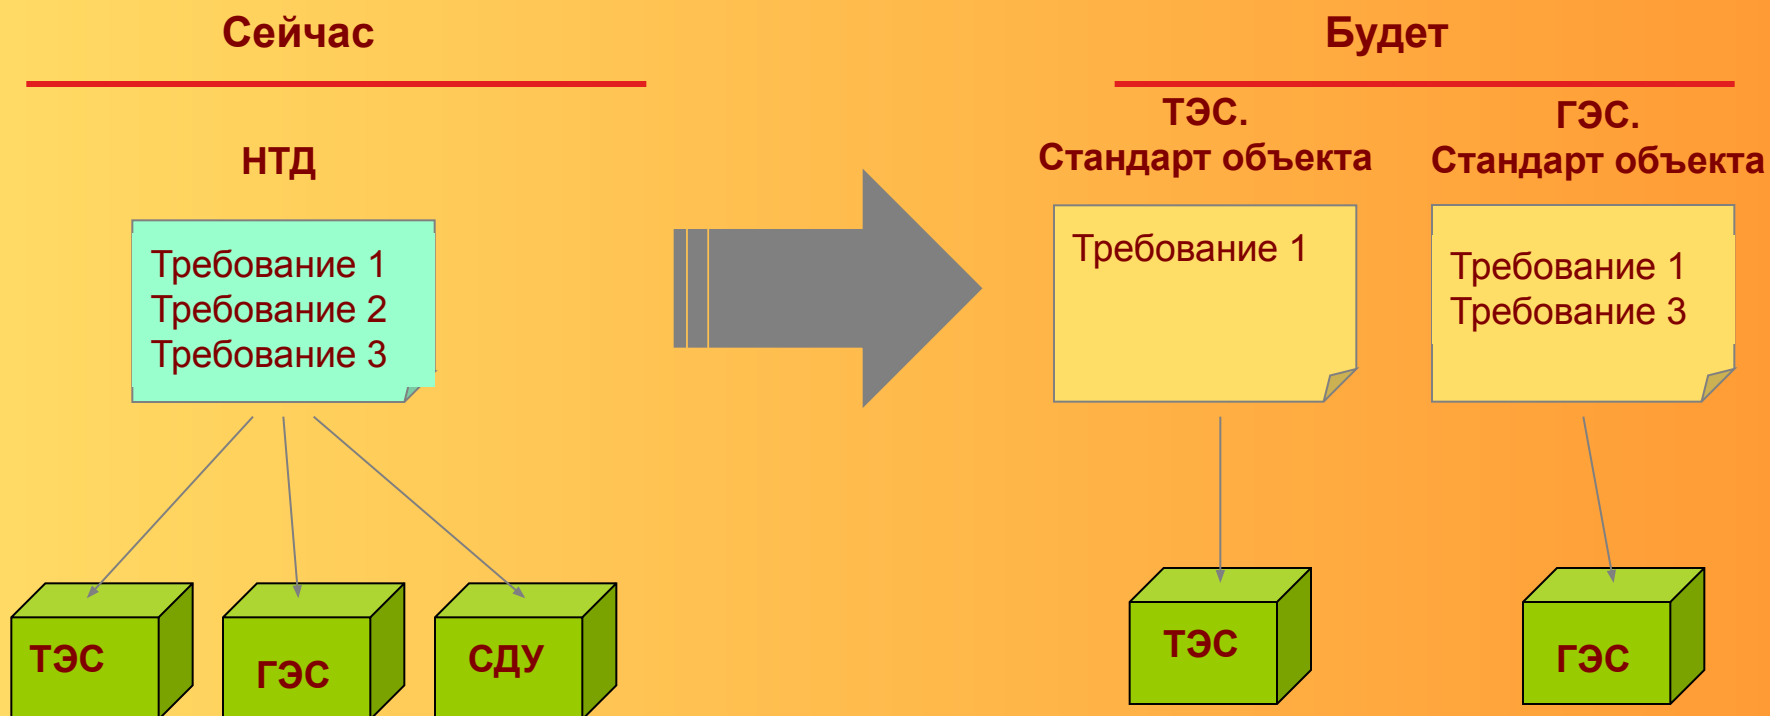 Сейчас
НТД
Требование 1
Требование 2
Требование 3
ТЭС
ГЭС
СДУ
Будет
ТЭС.
Стандарт объекта
Требование 1
ТЭС
ГЭС.
Стандарт объекта
Требование 1
Требование 3
ГЭС